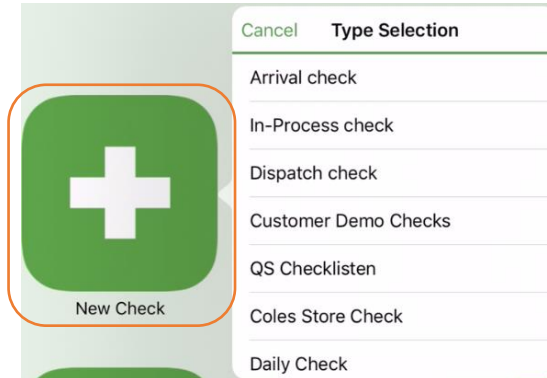 Cancel Type Selection
Arrival check
In-Process check
Dispatch check
Customer Demo Checks
QS Checklisten
Coles Store Check
Daily Check
New Check